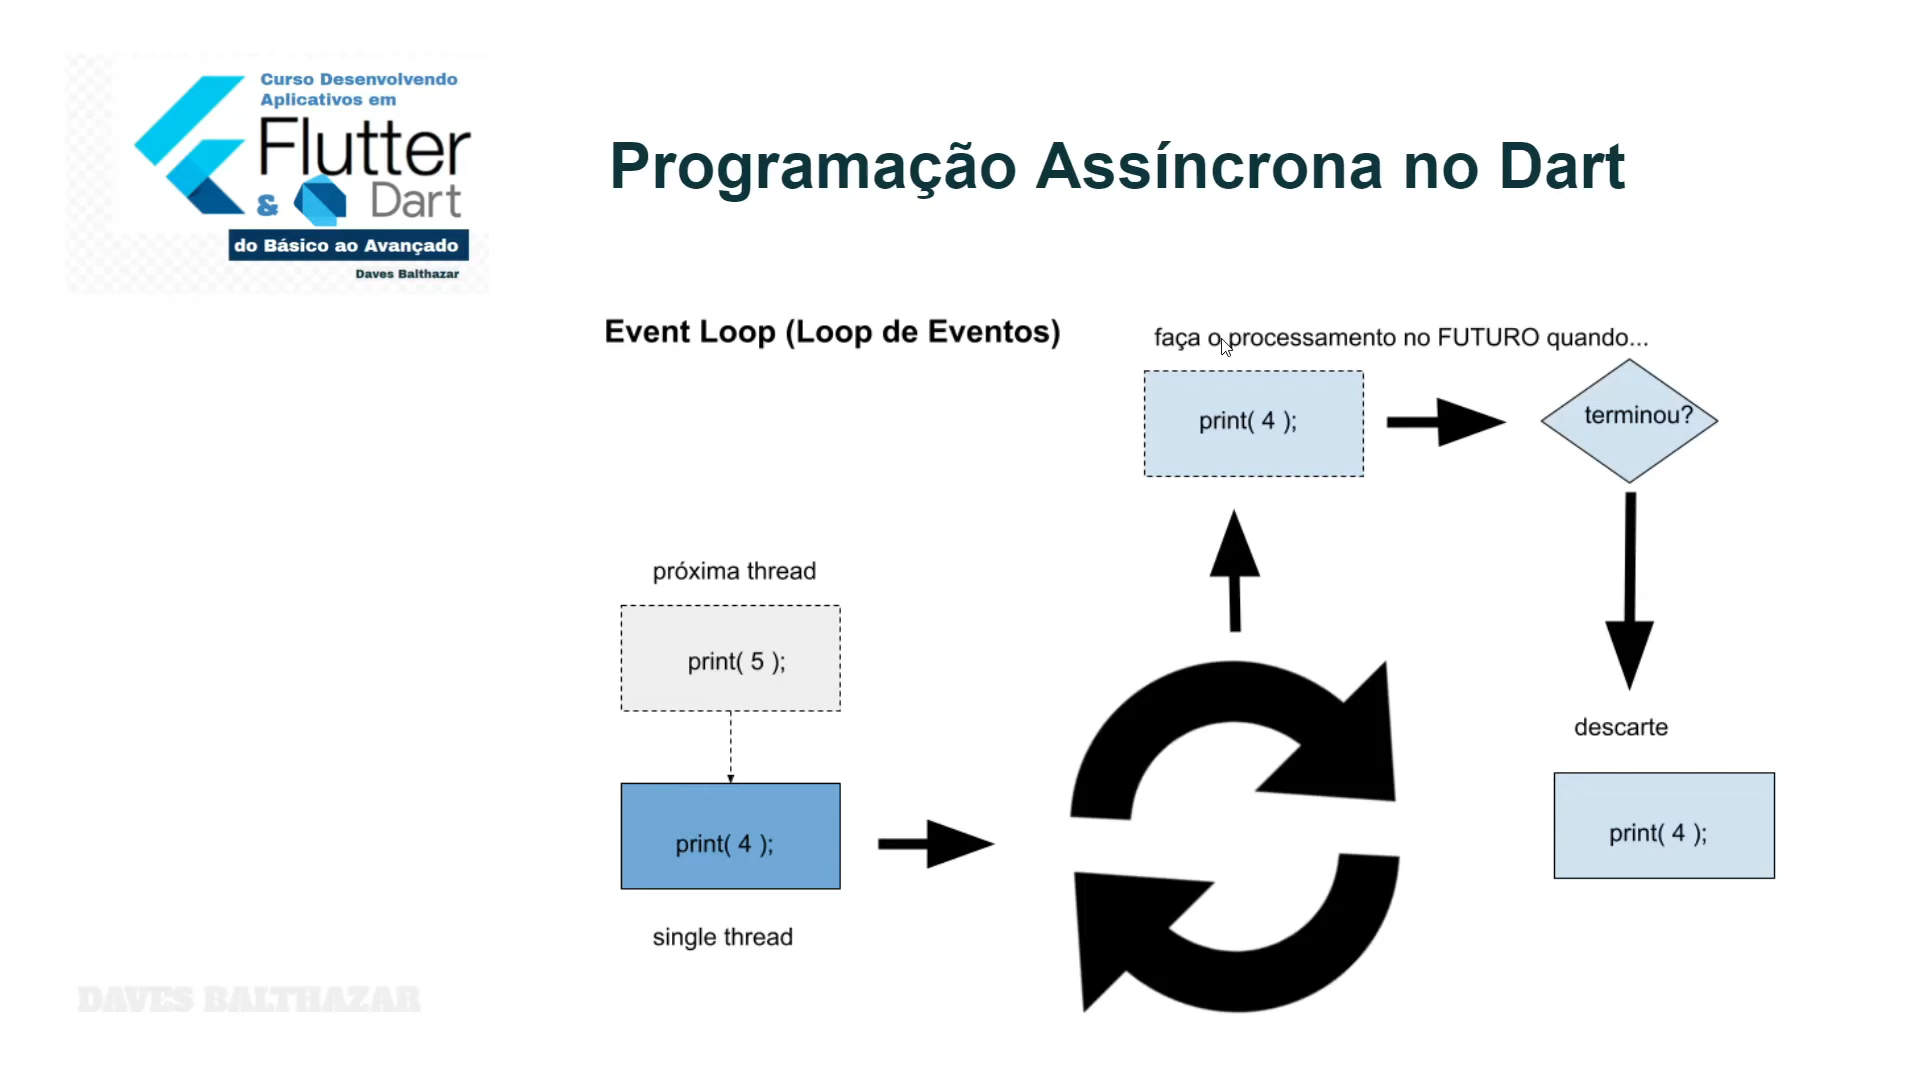 Curso Desenvolvendo
Aplicativos em
Flutter
& Dart
do Básico ao Avançado
Daves Balthazar
Programação Assíncrona no Dart
Event Loop (Loop de Eventos)
faça o processamento no FUTURO quando...
print( 4 );
terminou?
próxima thread
print( 5 );
print( 4 );
single thread
descarte
print( 4 );
DAVES BALTHAZAR